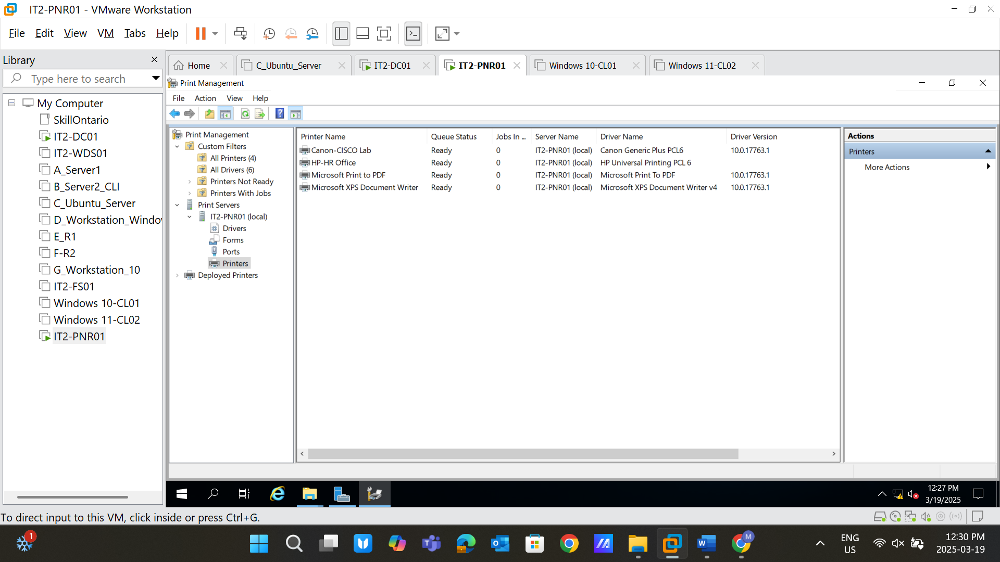 IT2-PNR01 - VMware Workstation
File Edit View VM Tabs Help
Library
Type here to search
My Computer
SkillOntario
IT2-DC01
IT2-WDS01
A_Server1
B_Server2_CLI
C_Ubuntu_Server
D_Workstation_Windo
E_R1
F-R2
G_Workstation_10
IT2-FS01
Windows 10-CL01
Windows 11-CL02
IT2-PNR01
Home C_Ubuntu_Server IT2-DC01 IT2-PNR01 Windows 10-CL01 Windows 11-CL02
Print Management
File Action View Help
Print Management
Custom Filters
All Printers (4)
All Drivers (6)
Printers Not Ready
Printers With Jobs
Print Servers
IT2-PNR01 (local)
Drivers
Forms
Ports
Printers
Deployed Printers
Printer Name Queue Status Jobs In ... Server Name Driver Name Driver Version
Canon-CISCO Lab Ready 0 IT2-PNR01 (local) Canon Generic Plus PCL6 10.0.17763.1
HP-HR Office Ready 0 IT2-PNR01 (local) HP Universal Printing PCL 6
Microsoft Print to PDF Ready 0 IT2-PNR01 (local) Microsoft Print To PDF 10.0.17763.1
Microsoft XPS Document Writer Ready 0 IT2-PNR01 (local) Microsoft XPS Document Writer v4 10.0.17763.1
Actions
Printers
More Actions
12:27 PM
3/19/2025
To direct input to this VM, click inside or press Ctrl+G.
1
M
ENG
US
12:30 PM
2025-03-19